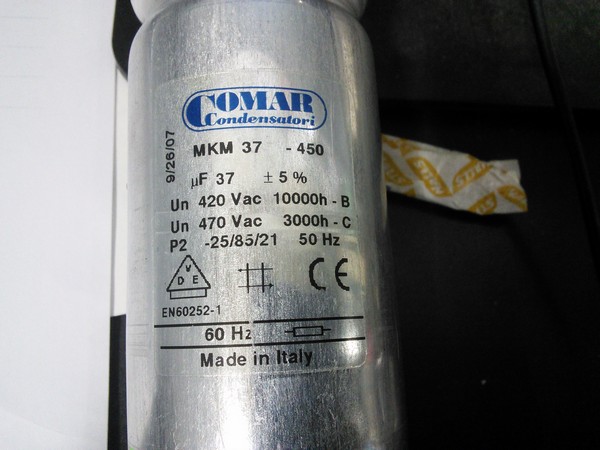 COMAR
Condensatori
9/26/07
MKM 37 - 450
µF 37 ± 5 %
Un 420 Vac 10000h - B
Un 470 Vac 3000h - C
P2 -25/85/21 50 Hz
V
D E
CE
EN60252-1
60 Hz
Made in Italy